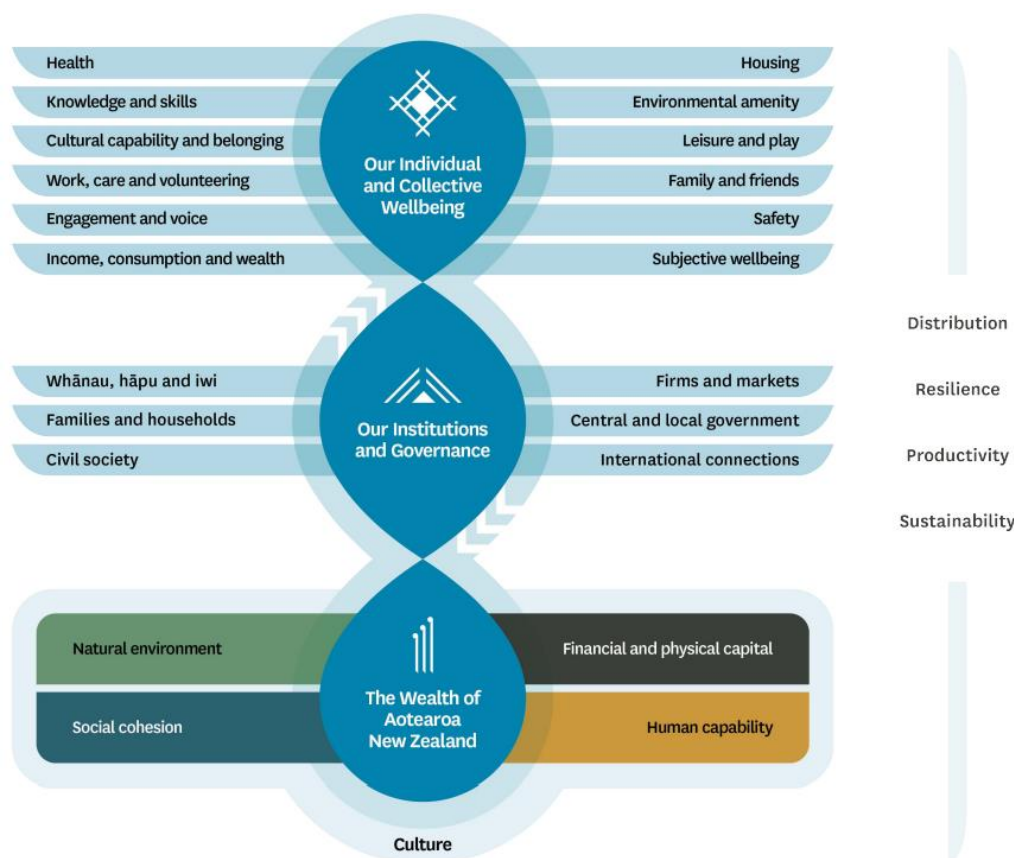 Health
Housing
Knowledge and skills
Environmental amenity
Cultural capability and belonging
Leisure and play
Work, care and volunteering
Family and friends
Engagement and voice
Safety
Income, consumption and wealth
Subjective wellbeing
Our Individual
and Collective
Wellbeing
Whānau, hāpu and iwi
Firms and markets
Families and households
Central and local government
Civil society
International connections
Our Institutions
and Governance
Natural environment
Financial and physical capital
Social cohesion
Human capability
The Wealth of
Aotearoa
New Zealand
Culture
Distribution
Resilience
Productivity
Sustainability